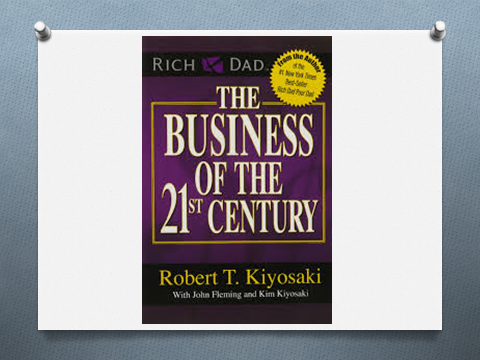 RICH DAD
From the Author
of the
#1 New York Times
Best-Seller
Rich Dad Poor Dad
THE
BUSINESS
OF THE
21ST CENTURY
Robert T. Kiyosaki
With John Fleming and Kim Kiyosaki